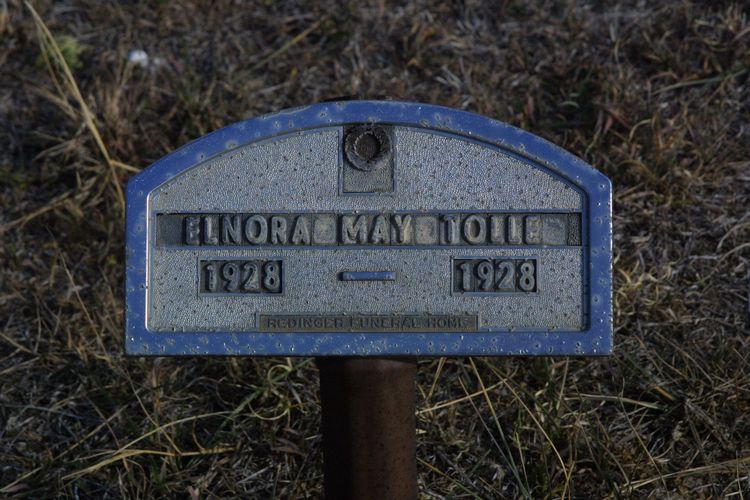 ELNORA MAY TOLLE
1928 — 1928
REDINGER FUNERAL HOME